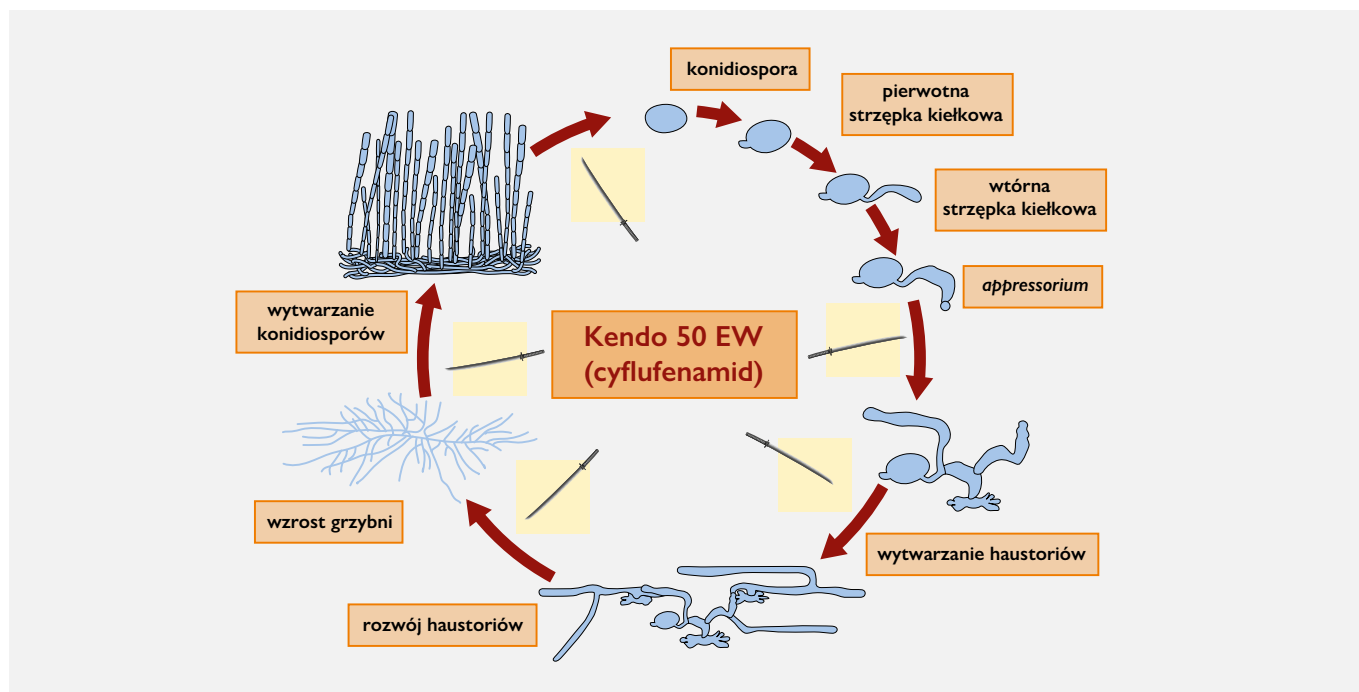 konidiospora
pierwotna
strzępka kiełkowa
wtórna
strzępka kiełkowa
appressorium
wytwarzanie
konidiosporów
Kendo 50 EW
(cyflufenamid)
wzrost grzybni
wytwarzanie haustoriów
rozwój haustoriów